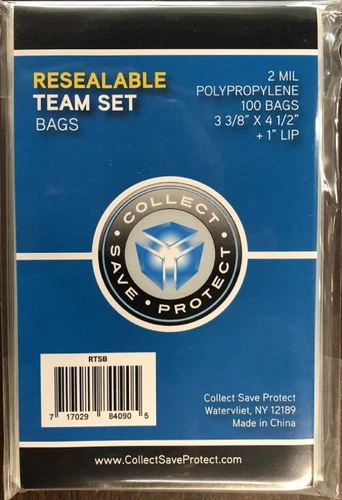 RESEALABLE
TEAM SET
BAGS
2 MIL
POLYPROPYLENE
100 BAGS
3 3/8" X 4 1/2"
+ 1" LIP
COLLECT
• SAVE • PROTECT •
RTSB
7 17029 84090 5
Collect Save Protect
Watervliet, NY 12189
Made in China
www.CollectSaveProtect.com